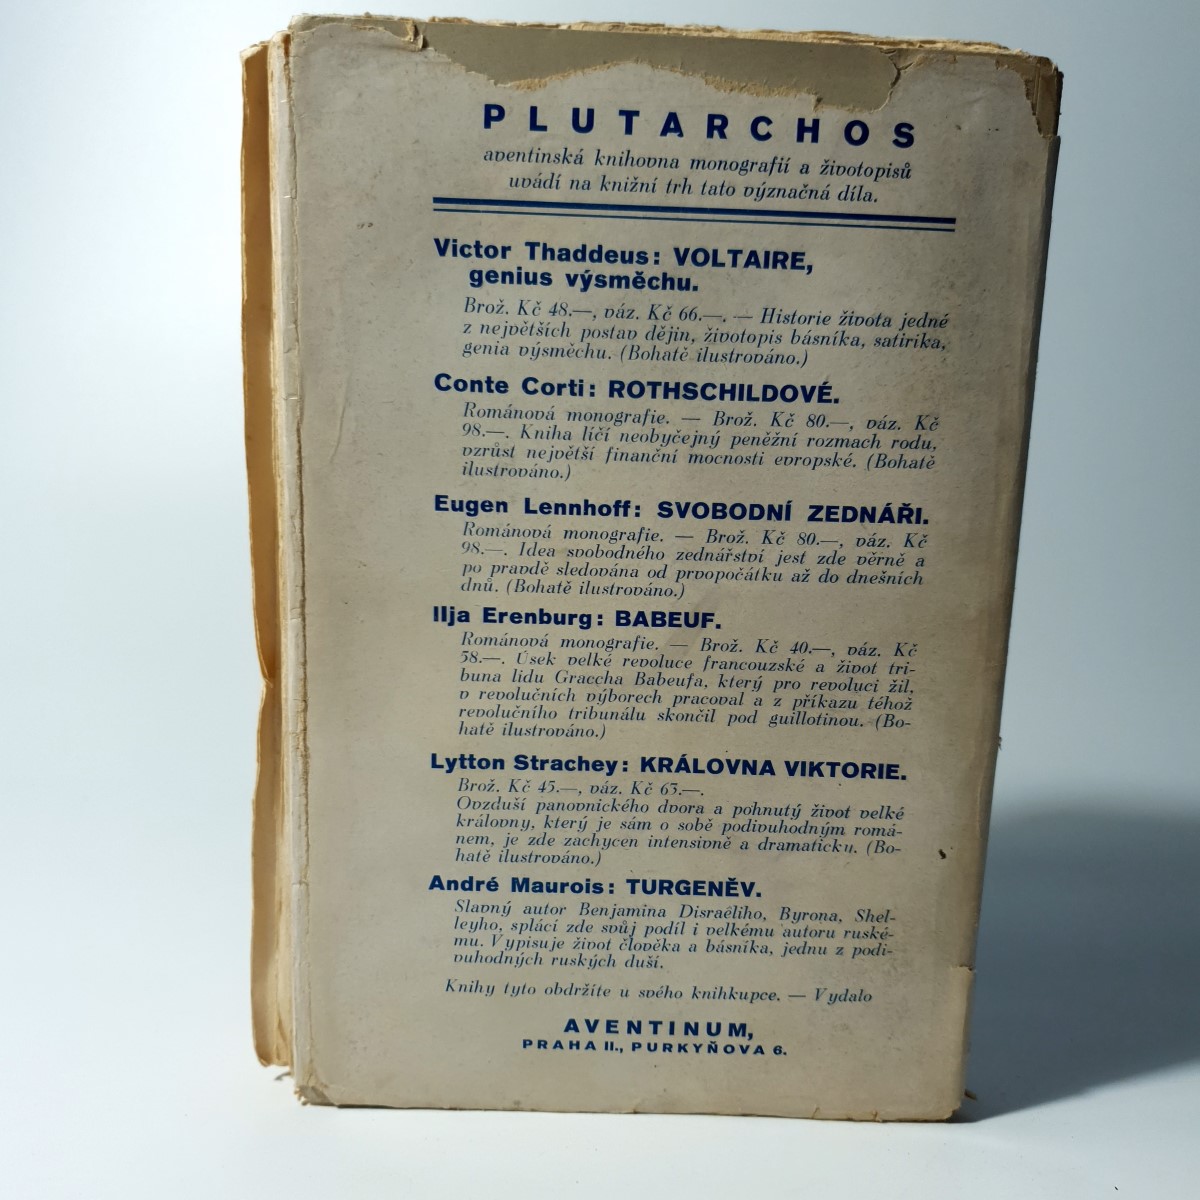 PLUTARCHOS
aventinská knihovna monografií a životopisů
uvádí na knižní trh tato význačná díla.
Victor Thaddeus: VOLTAIRE,
genius výsměchu.
Brož. Kč 48.—, váz. Kč 66.—. — Historie života jedné
z největších postav dějin, životopis básníka, satirika,
genia výsměchu. (Bohatě ilustrováno.)
Conte Corti: ROTHSCHILDOVÉ.
Románová monografie. — Brož. Kč 80.—, váz. Kč
98.—. Kniha líčí neobyčejný peněžní rozmach rodu,
vzrůst největší finanční mocnosti evropské. (Bohatě
ilustrováno.)
Eugen Lennhoff: SVOBODNÍ ZEDNÁŘI.
Románová monografie. — Brož. Kč 80.—, váz. Kč
98.—. Idea svobodného zednářství jest zde věrně a
po pravdě sledována od prvopočátku až do dnešních
dnů. (Bohatě ilustrováno.)
Ilja Erenburg: BABEUF.
Románová monografie. — Brož. Kč 40.—, váz. Kč
58.—. Úsek velké revoluce francouzské a život tri-
buna lidu Graccha Babeufa, který pro revoluci žil,
v revolučních výborech pracoval a z příkazu téhož
revolučního tribunálu skončil pod guillotinou. (Bo-
hatě ilustrováno.)
Lytton Strachey: KRÁLOVNA VIKTORIE.
Brož. Kč 45.—, váz. Kč 63.—.
Ovzduší panovnického dvora a pohnutý život velké
královny, který je sám o sobě podivuhodným romá-
nem, je zde zachycen intensivně a dramaticky. (Bo-
hatě ilustrováno.)
André Maurois: TURGENĚV.
Slavný autor Benjamina Disraêliho, Byrona, Shel-
leyho, splácí zde svůj podíl i velkému autoru ruské-
mu. Vypisuje život člověka a básníka, jednu z podi-
vuhodných ruských duší.
Knihy tyto obdržíte u svého knihkupce. — Vydalo
AVENTINUM,
PRAHA II., PURKYŇOVA 6.